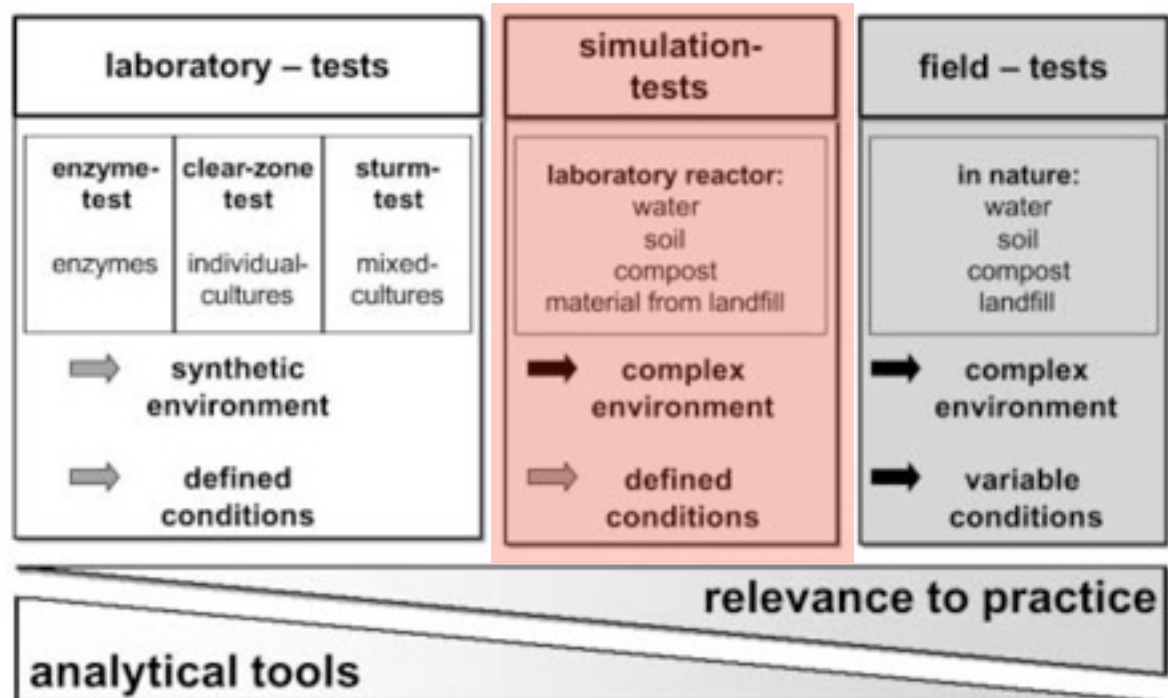 laboratory – tests
enzyme-
test
enzymes
clear-zone
test
individual-
cultures
sturm-
test
mixed-
cultures
synthetic
environment
defined
conditions
simulation-
tests
laboratory reactor:
water
soil
compost
material from landfill
complex
environment
defined
conditions
field – tests
in nature:
water
soil
compost
landfill
complex
environment
variable
conditions
relevance to practice
analytical tools